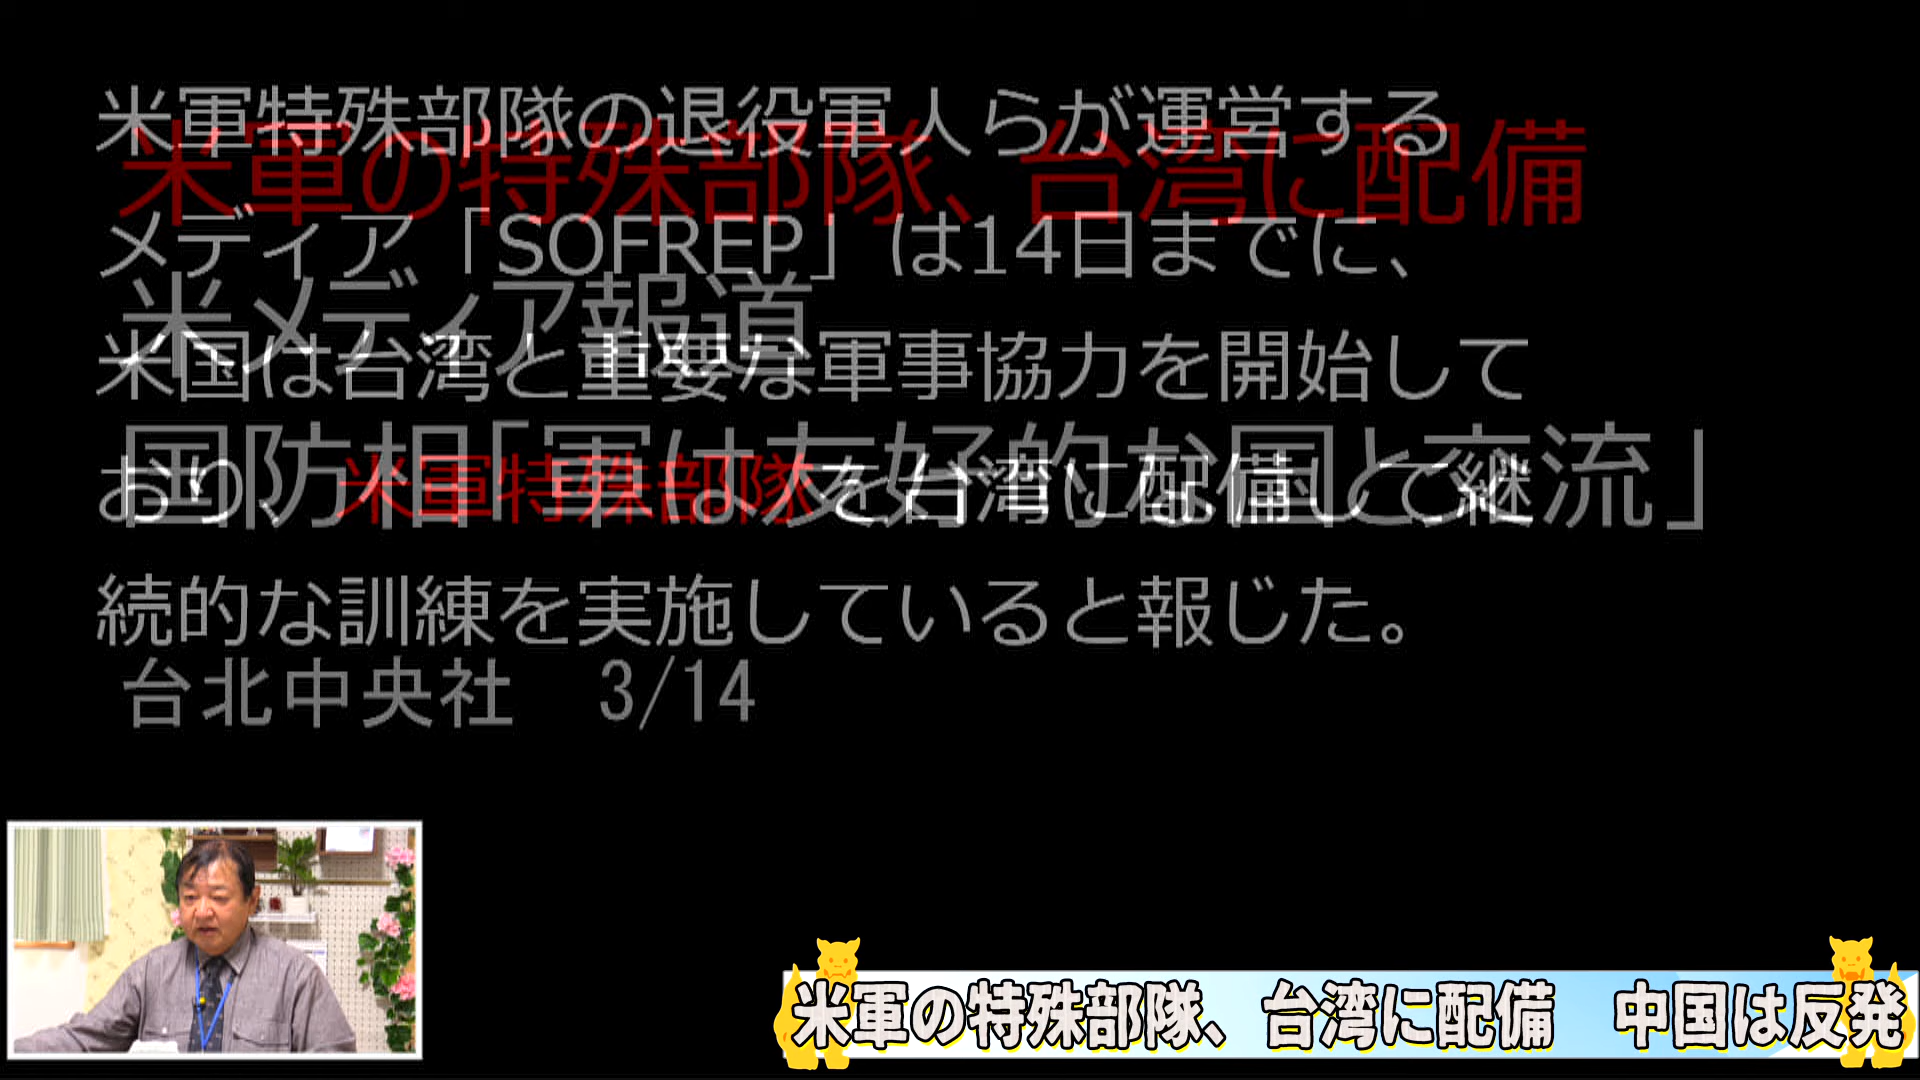 米軍の特殊部隊、台湾に配備
米メディア報道
国防相「軍は友好的な国と交流」
台北中央社　3/14
米軍特殊部隊の退役軍人らが運営する
メディア「SOFREP」は14日までに、
米国は台湾と重要な軍事協力を開始して
おり、米軍特殊部隊を台湾に配備して継
続的な訓練を実施していると報じた。
米軍の特殊部隊、台湾に配備　中国は反発